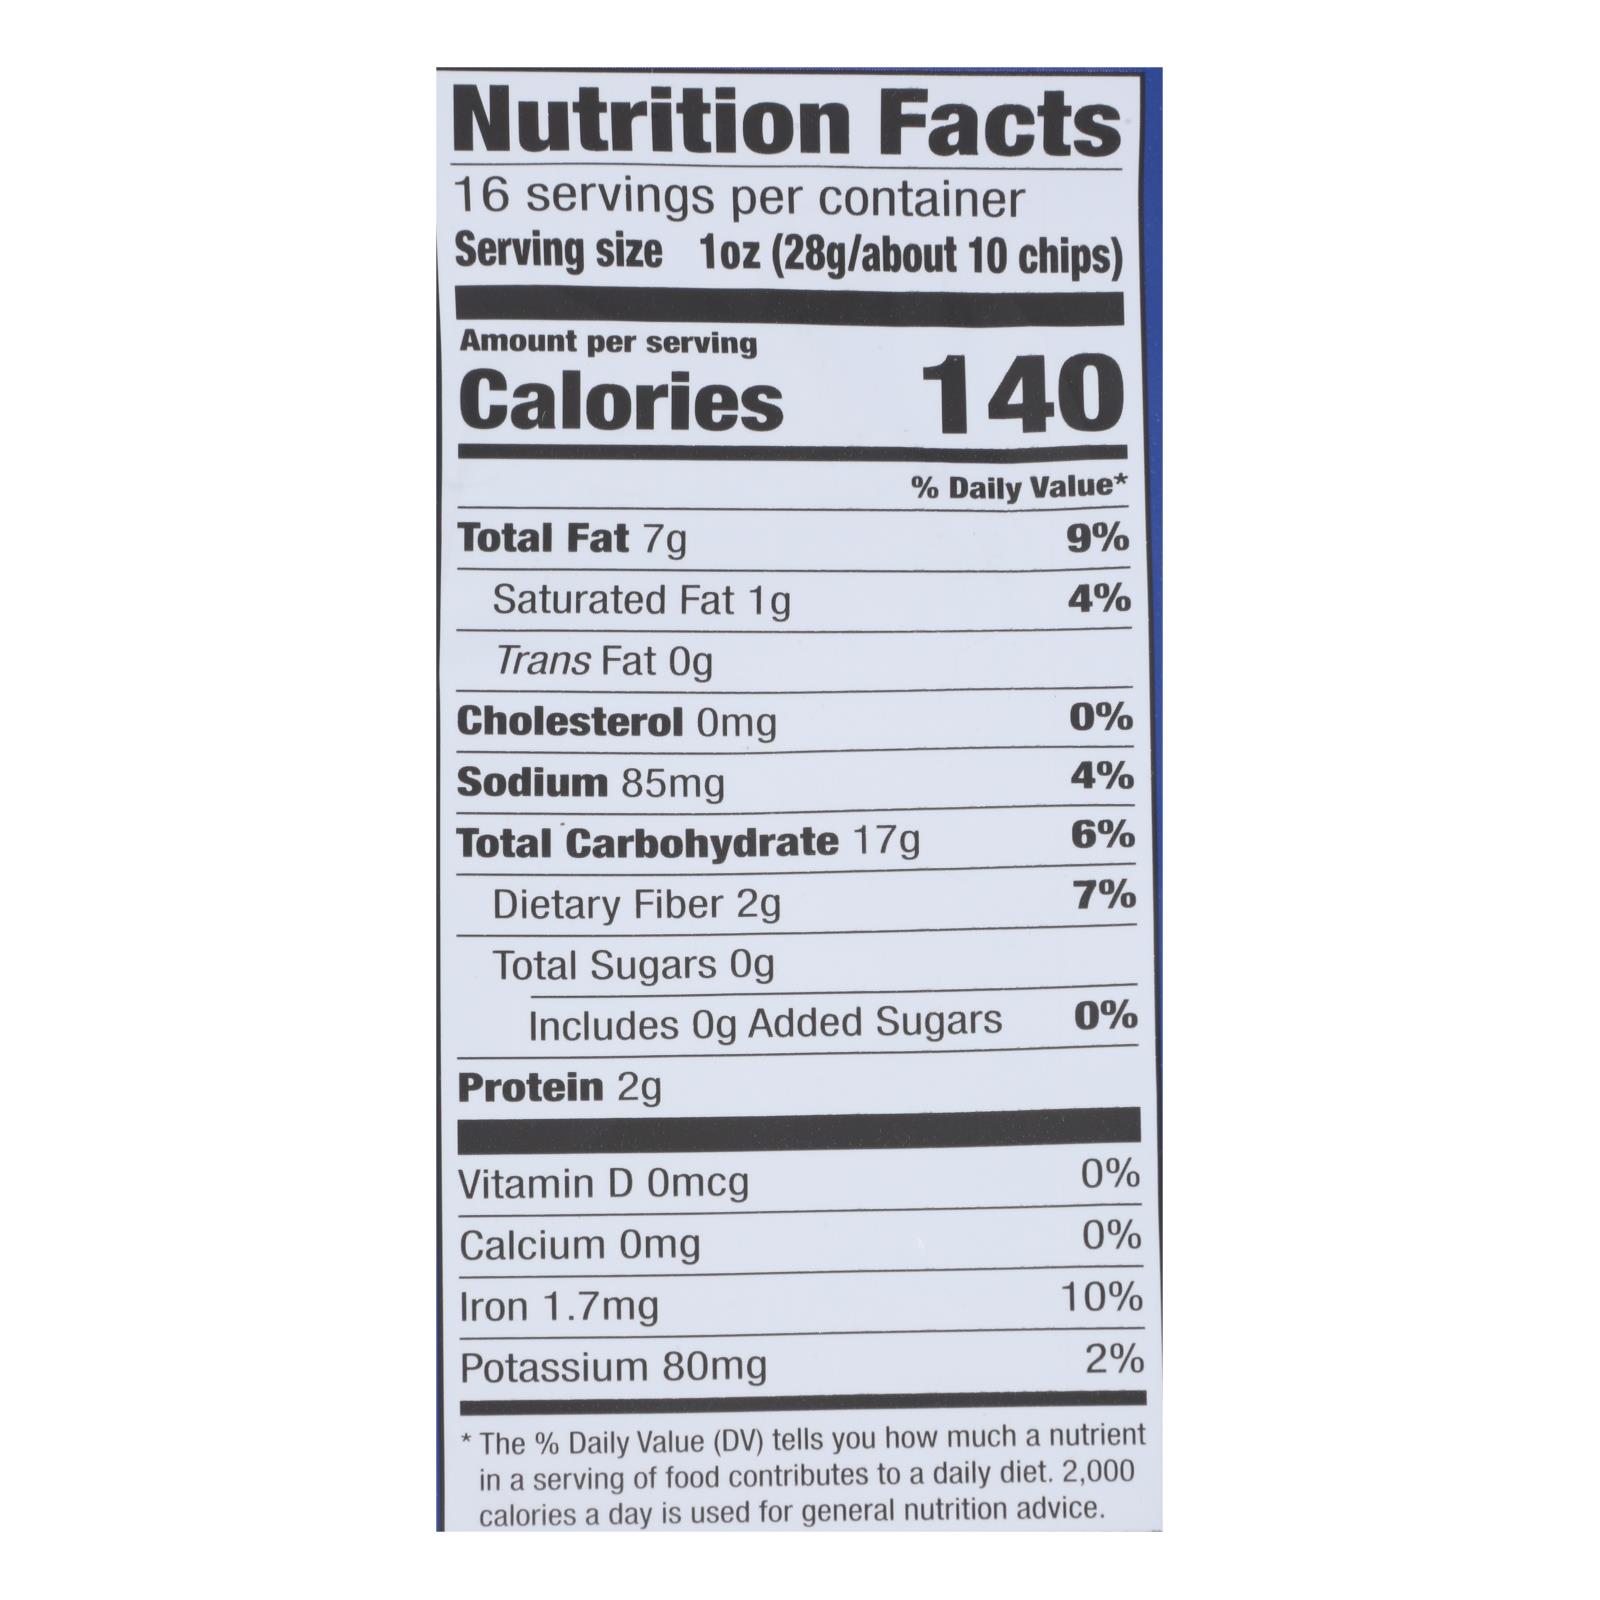 Nutrition Facts
16 servings per container
Serving size 1oz (28g/about 10 chips)
Amount per serving
Calories 140
% Daily Value*
Total Fat 7g 9%
Saturated Fat 1g 4%
Trans Fat 0g
Cholesterol 0mg 0%
Sodium 85mg 4%
Total Carbohydrate 17g 6%
Dietary Fiber 2g 7%
Total Sugars 0g
Includes 0g Added Sugars 0%
Protein 2g
Vitamin D 0mcg 0%
Calcium 0mg 0%
Iron 1.7mg 10%
Potassium 80mg 2%
* The % Daily Value (DV) tells you how much a nutrient
in a serving of food contributes to a daily diet. 2,000
calories a day is used for general nutrition advice.